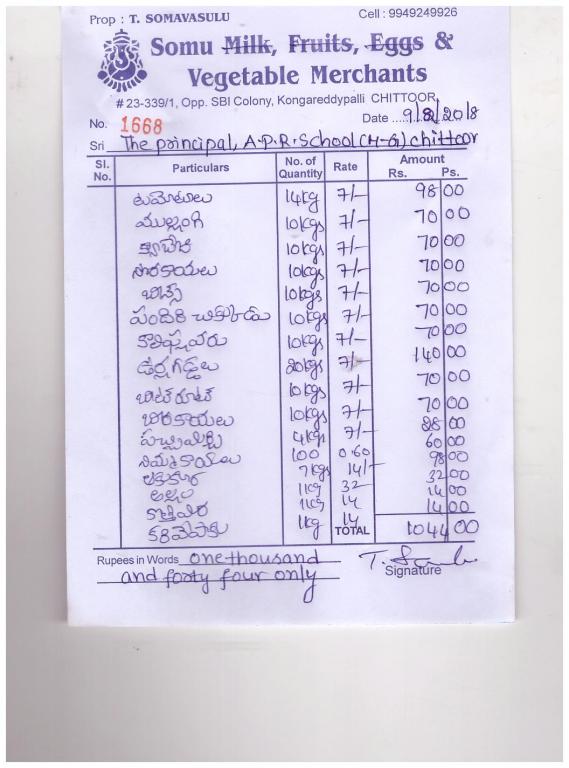 Prop : T. SOMAVASULU Cell : 9949249926
Somu Milk, Fruits, Eggs &
Vegetable Merchants
# 23-339/1, Opp. SBI Colony, Kongareddypalli CHITTOOR
No. 1668 Date ....9/8/2018
Sri The principal, A.P.R.School(M-G) chittoor
Sl. No. Particulars No. of Quantity Rate Amount Rs. Ps.
టమోటలు 14kg 7/- 98 00
ముల్లంగి 10kgs 7/- 70 00
క్యాబేజి 10kgs 7/- 70 00
సొరకాయలు 10kgs 7/- 70 00
బీన్స్ 10kgs 7/- 70 00
పందిరి చిక్కుడు 10kgs 7/- 70 00
కాలిఫ్లవరు 10kgs 7/- 70 00
ఉర్లగడ్డలు 20kgs 7/- 140 00
బీట్‌రూట్ 10kgs 7/- 70 00
బీరకాయలు 10kgs 7/- 70 00
పచ్చిమిర్చి 4kgs 7/- 28 00
నిమ్మకాయలు 100 0.60 60 00
ఆకుకూర 7kgs 14/- 98 00
అల్లం 1kg 32 32 00
కొత్తిమిర 1kg 14 14 00
కరివేపాకు 1kg 14 14 00
TOTAL 1044 00
Rupees in Words one thousand
and forty four only
Signature